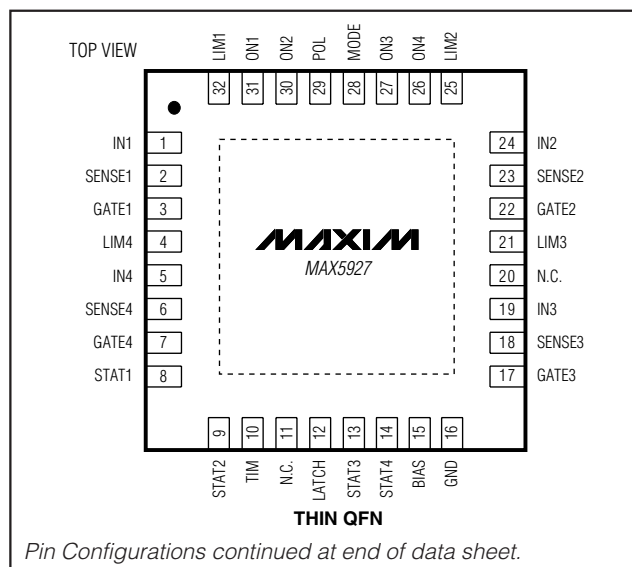 TOP VIEW
LIM1
ON1
ON2
POL
MODE
ON3
ON4
LIM2
32
31
30
29
28
27
26
25
IN1 1
SENSE1 2
GATE1 3
LIM4 4
IN4 5
SENSE4 6
GATE4 7
STAT1 8
MAXIM
MAX5927
24 IN2
23 SENSE2
22 GATE2
21 LIM3
20 N.C.
19 IN3
18 SENSE3
17 GATE3
9
10
11
12
13
14
15
16
STAT2
TIM
N.C.
LATCH
STAT3
STAT4
BIAS
GND
THIN QFN
Pin Configurations continued at end of data sheet.